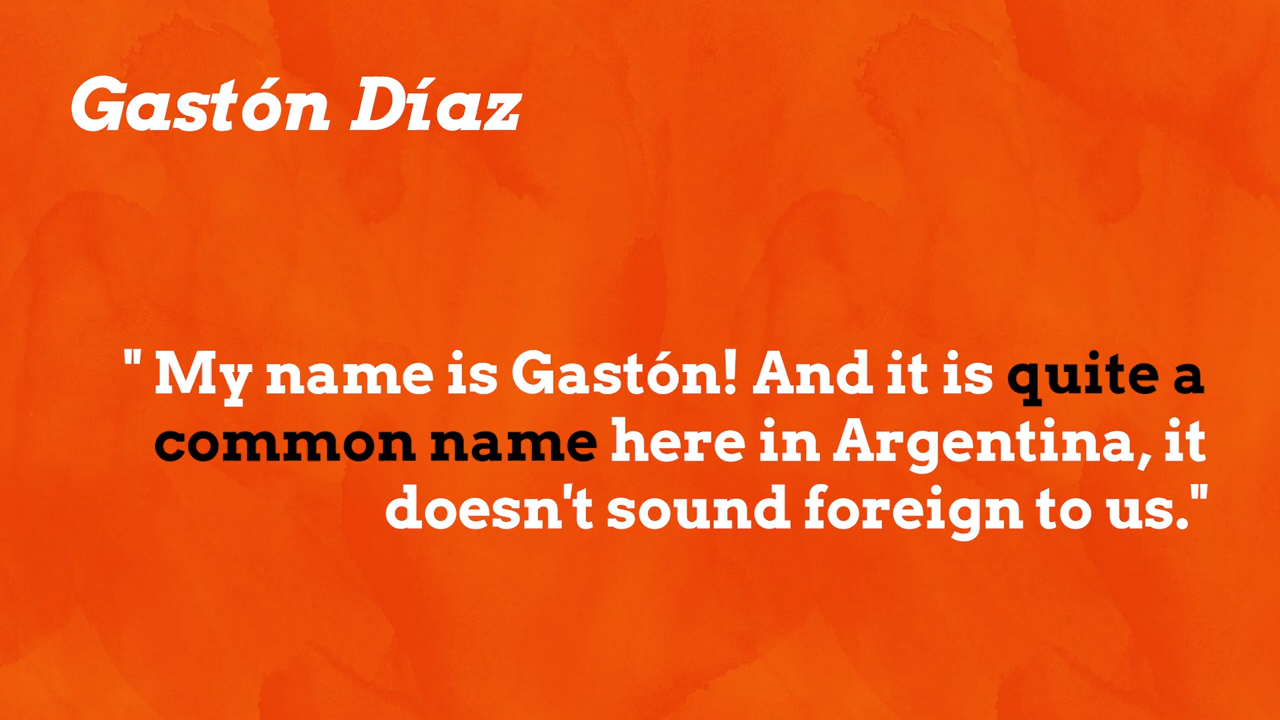 Gastón Díaz
" My name is Gastón! And it is quite a
common name here in Argentina, it
doesn't sound foreign to us."